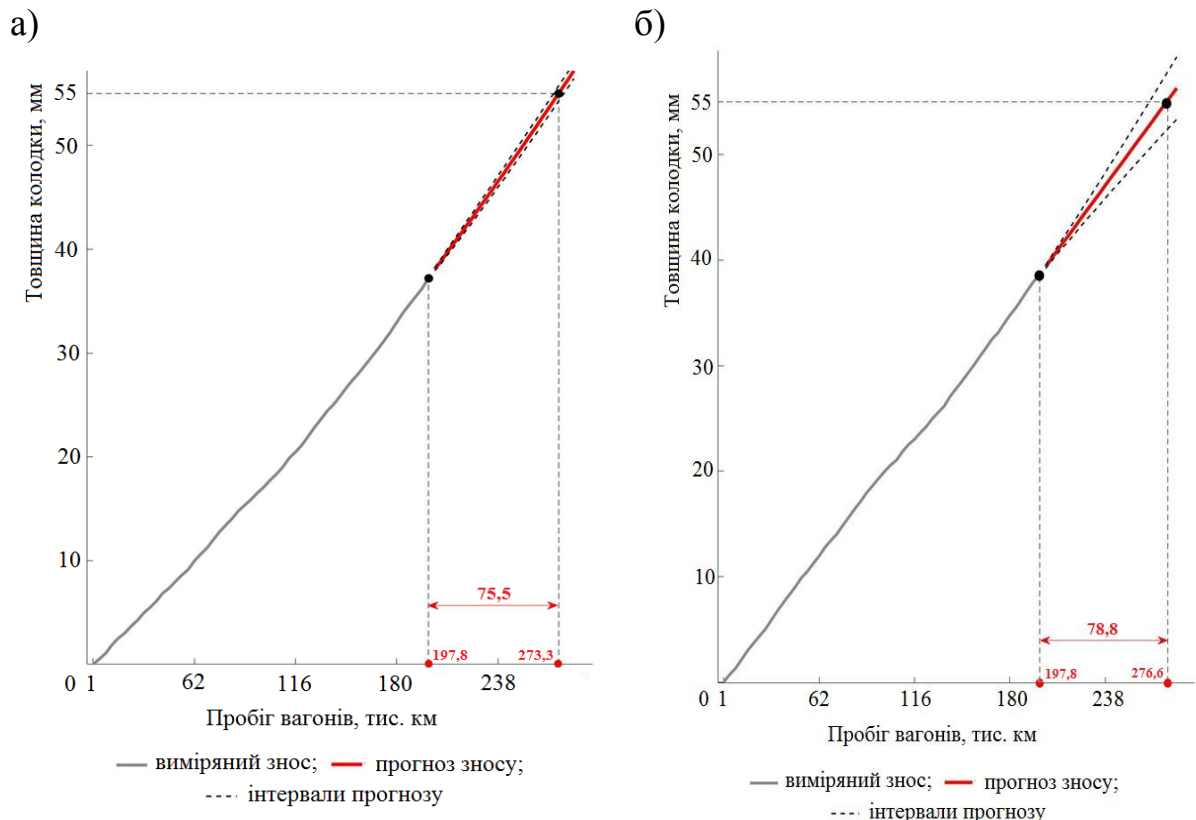 а)
Товщина колодки, мм
55
50
40
30
20
10
75,5
197,8
273,3
0 1 62 116 180 238
Пробіг вагонів, тис. км
виміряний знос; прогноз зносу;
інтервали прогнозу
б)
Товщина колодки, мм
55
50
40
30
20
10
78,8
197,8
276,6
0 1 62 116 180 238
Пробіг вагонів, тис. км
виміряний знос; прогноз зносу;
інтервали прогнозу